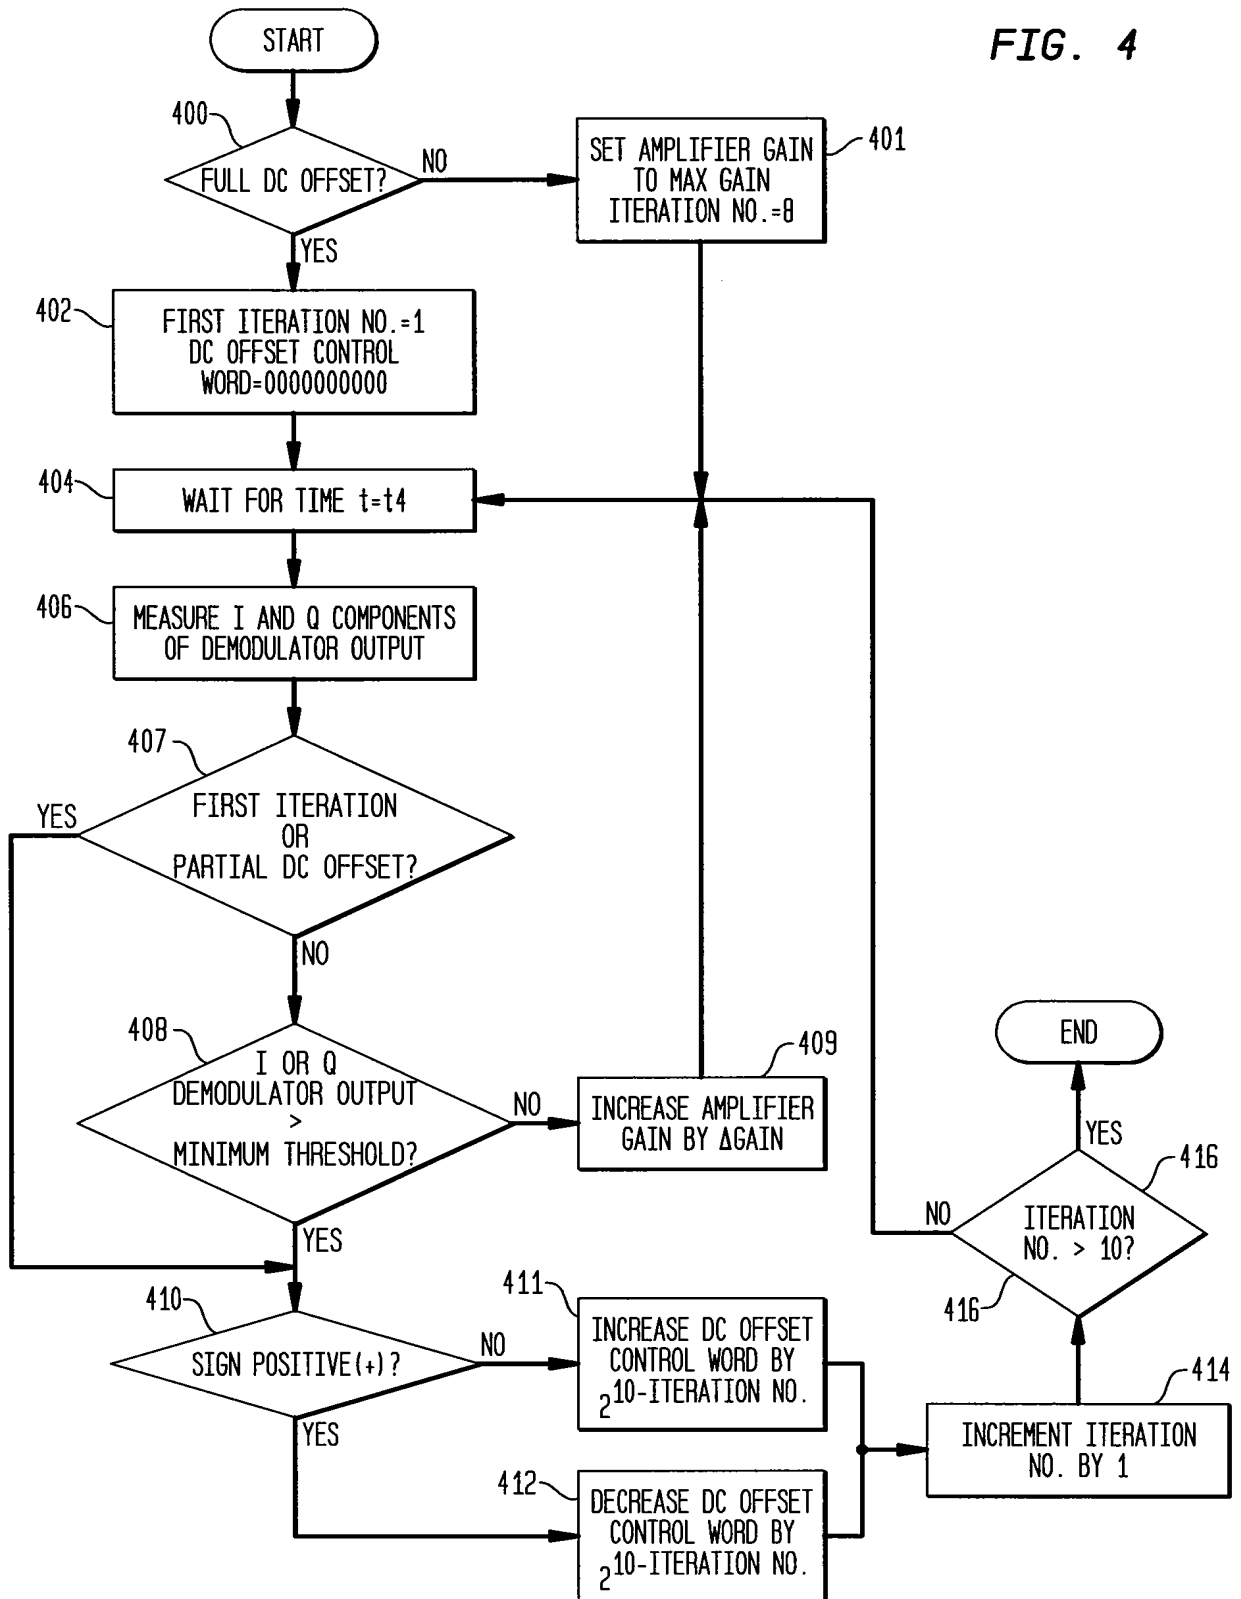 FIG. 4
START
400
FULL DC OFFSET?
NO
YES
SET AMPLIFIER GAIN
TO MAX GAIN
ITERATION NO.=8
401
402
FIRST ITERATION NO.=1
DC OFFSET CONTROL
WORD=0000000000
404
WAIT FOR TIME t=t4
406
MEASURE I AND Q COMPONENTS
OF DEMODULATOR OUTPUT
407
YES
FIRST ITERATION
OR
PARTIAL DC OFFSET?
NO
408
I OR Q
DEMODULATOR OUTPUT
>
MINIMUM THRESHOLD?
NO
YES
409
INCREASE AMPLIFIER
GAIN BY ΔGAIN
410
SIGN POSITIVE(+)?
NO
YES
411
INCREASE DC OFFSET
CONTROL WORD BY
2^10-ITERATION NO.
412
DECREASE DC OFFSET
CONTROL WORD BY
2^10-ITERATION NO.
414
INCREMENT ITERATION
NO. BY 1
416
ITERATION
NO. > 10?
416
NO
YES
END